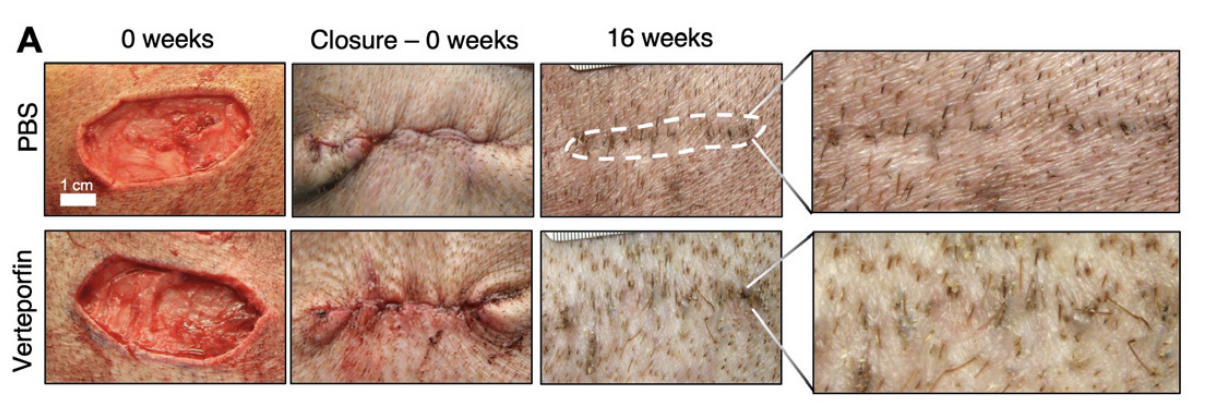 A
0 weeks
Closure – 0 weeks
16 weeks
PBS
1 cm
Verteporfin